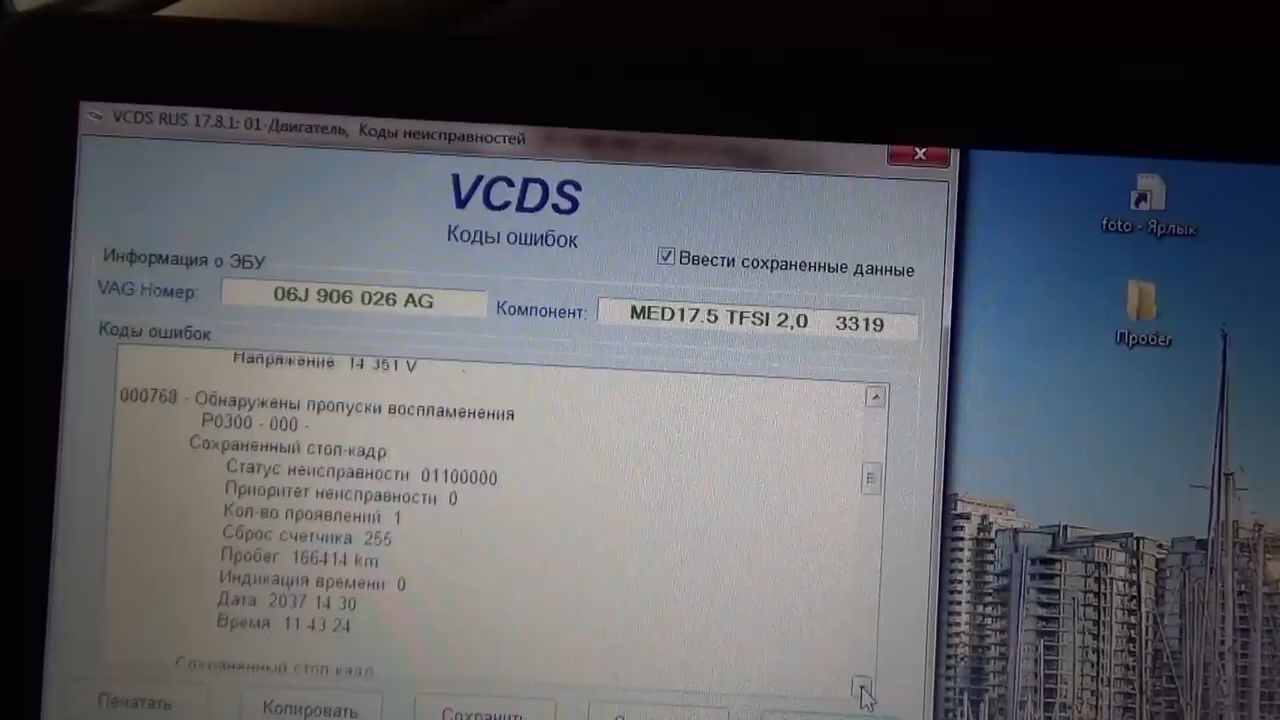 VCDS RUS 17.8.1: 01-Двигатель, Коды неисправностей
VCDS
Коды ошибок
Информация о ЭБУ
Ввести сохраненные данные
VAG Номер: 06J 906 026 AG Компонент: MED17.5 TFSI 2,0 3319
Коды ошибок
Напряжение 14 351 V
000768 - Обнаружены пропуски воспламенения
P0300 - 000 -
Сохраненный стоп-кадр
Статус неисправности 01100000
Приоритет неисправности 0
Кол-во проявлений 1
Сброс счетчика 255
Пробег 166414 km
Индикация времени 0
Дата 2037 14 30
Время 11 43 24
Сохраненный стоп-кадр
Печатать Копировать Сохранить
foto - Ярлык
Пробег